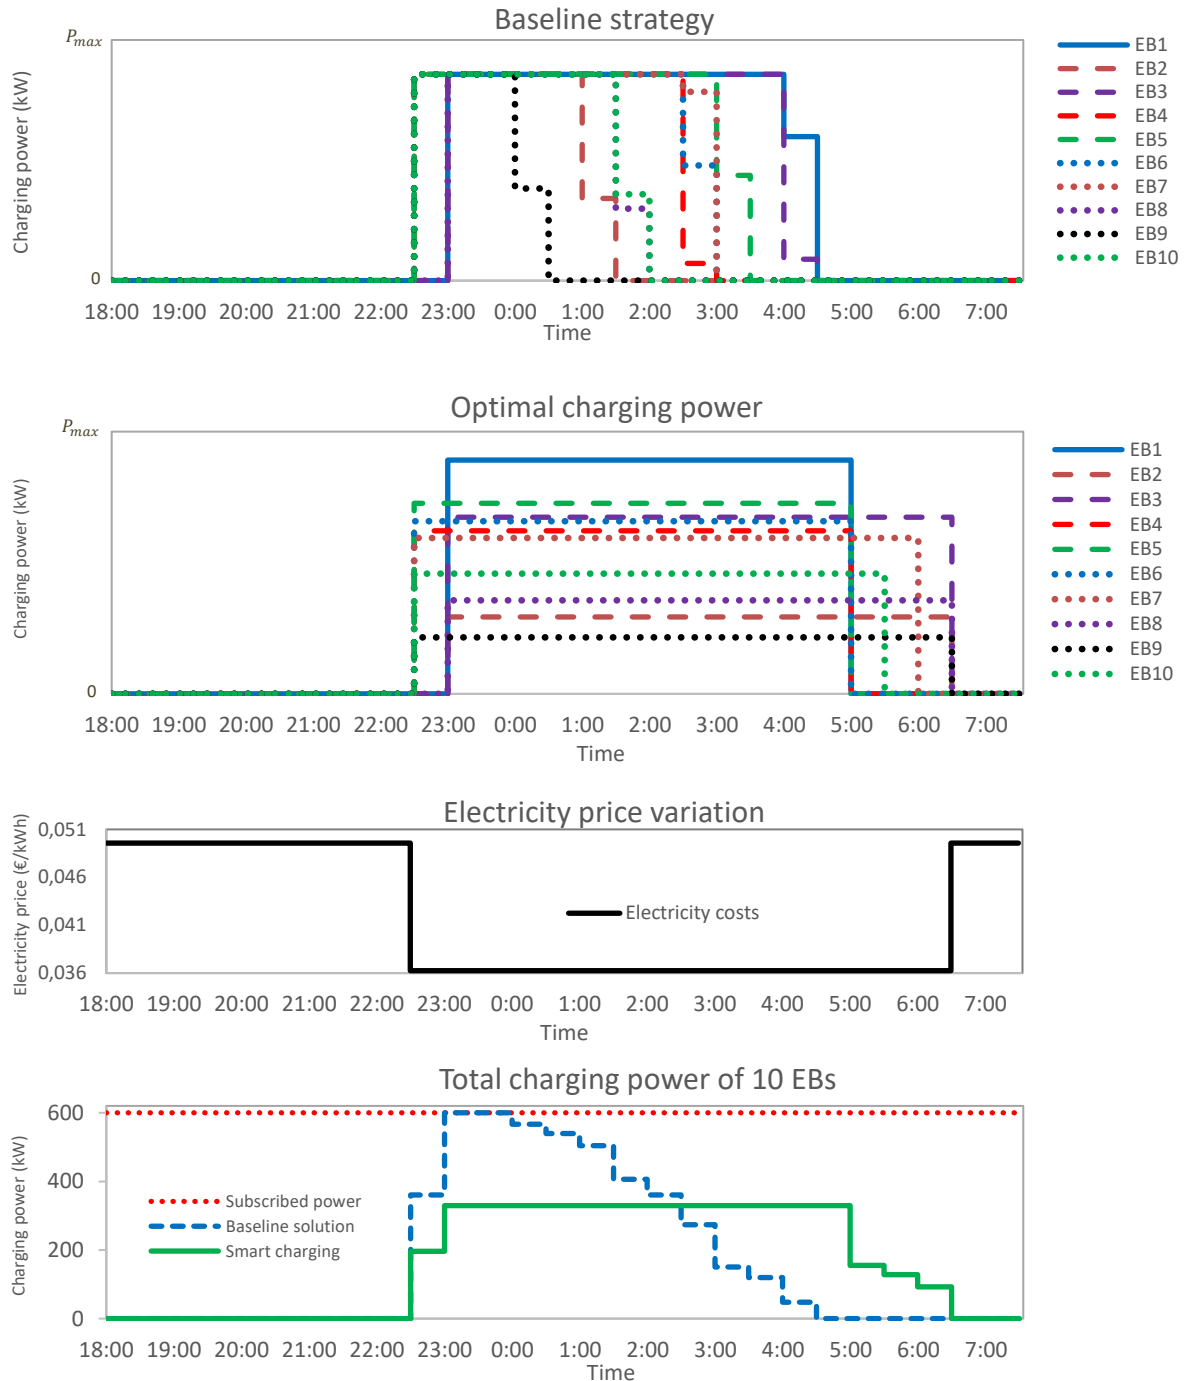 Baseline strategy
P_max
Charging power (kW)
0
18:00 19:00 20:00 21:00 22:00 23:00 0:00 1:00 2:00 3:00 4:00 5:00 6:00 7:00
Time
EB1
EB2
EB3
EB4
EB5
EB6
EB7
EB8
EB9
EB10
Optimal charging power
P_max
Charging power (kW)
0
18:00 19:00 20:00 21:00 22:00 23:00 0:00 1:00 2:00 3:00 4:00 5:00 6:00 7:00
Time
EB1
EB2
EB3
EB4
EB5
EB6
EB7
EB8
EB9
EB10
Electricity price variation
Electricity price (€/kWh)
0,051
0,046
0,041
0,036
Electricity costs
18:00 19:00 20:00 21:00 22:00 23:00 0:00 1:00 2:00 3:00 4:00 5:00 6:00 7:00
Time
Total charging power of 10 EBs
Charging power (kW)
600
400
200
0
Subscribed power
Baseline solution
Smart charging
18:00 19:00 20:00 21:00 22:00 23:00 0:00 1:00 2:00 3:00 4:00 5:00 6:00 7:00
Time